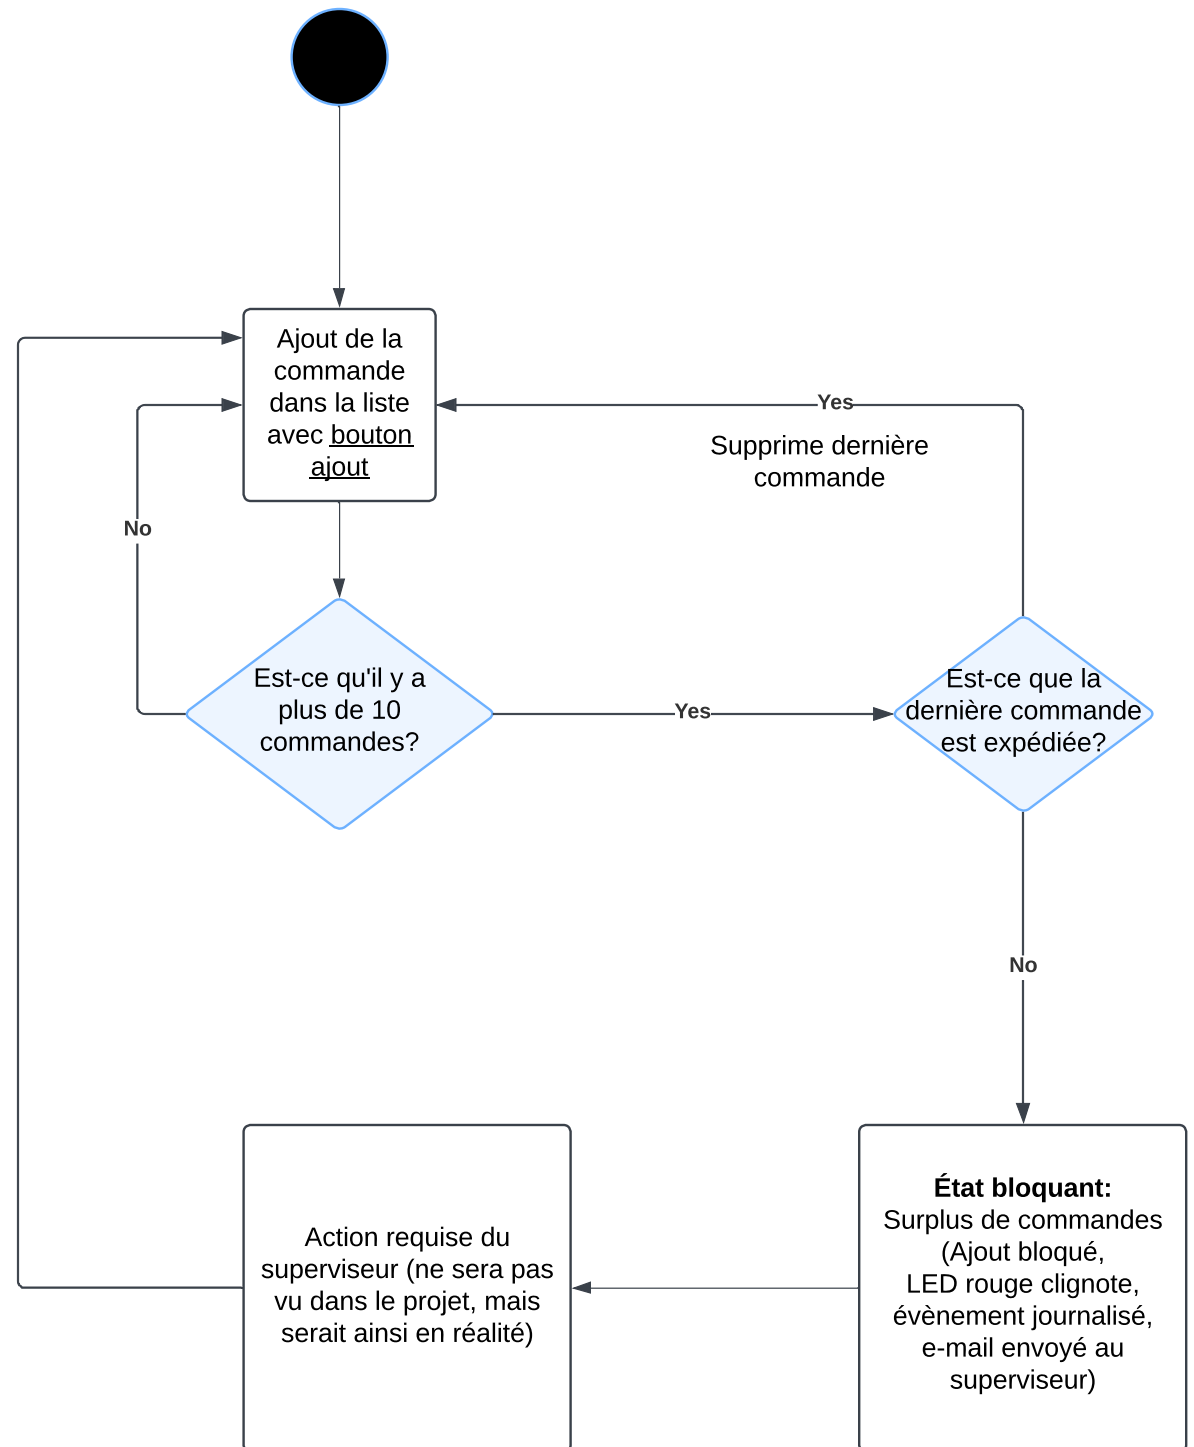 Ajout de la
commande
dans la liste
avec bouton
ajout
Yes
Supprime dernière
commande
No
Est-ce qu'il y a
plus de 10
commandes?
Yes
Est-ce que la
dernière commande
est expédiée?
No
Action requise du
superviseur (ne sera pas
vu dans le projet, mais
serait ainsi en réalité)
État bloquant:
Surplus de commandes
(Ajout bloqué,
LED rouge clignote,
évènement journalisé,
e-mail envoyé au
superviseur)